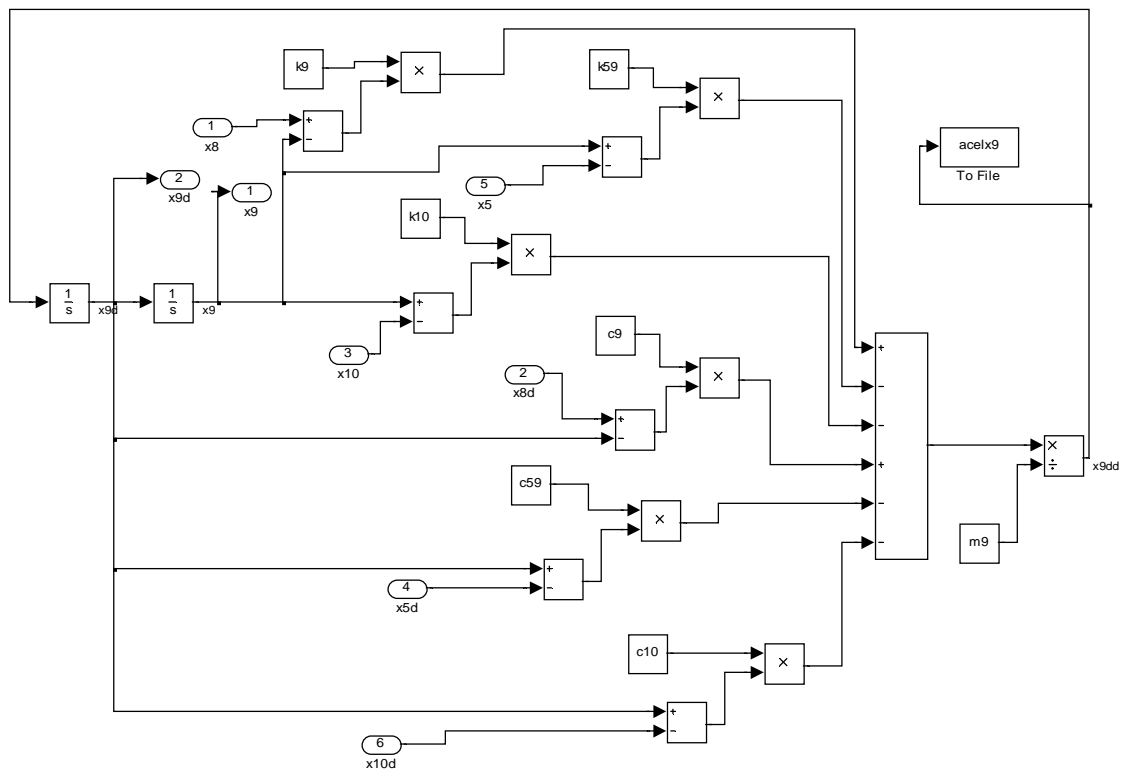 k9
×
k59
×
+
−
1
x8
acelx9
To File
+
−
2
x9d
1
x9
5
x5
k10
×
1
s
x9d
1
s
x9
+
−
3
x10
c9
×
2
x8d
+
−
+
−
−
+
−
−
×
÷
x9dd
c59
×
m9
+
−
4
x5d
c10
×
+
−
6
x10d